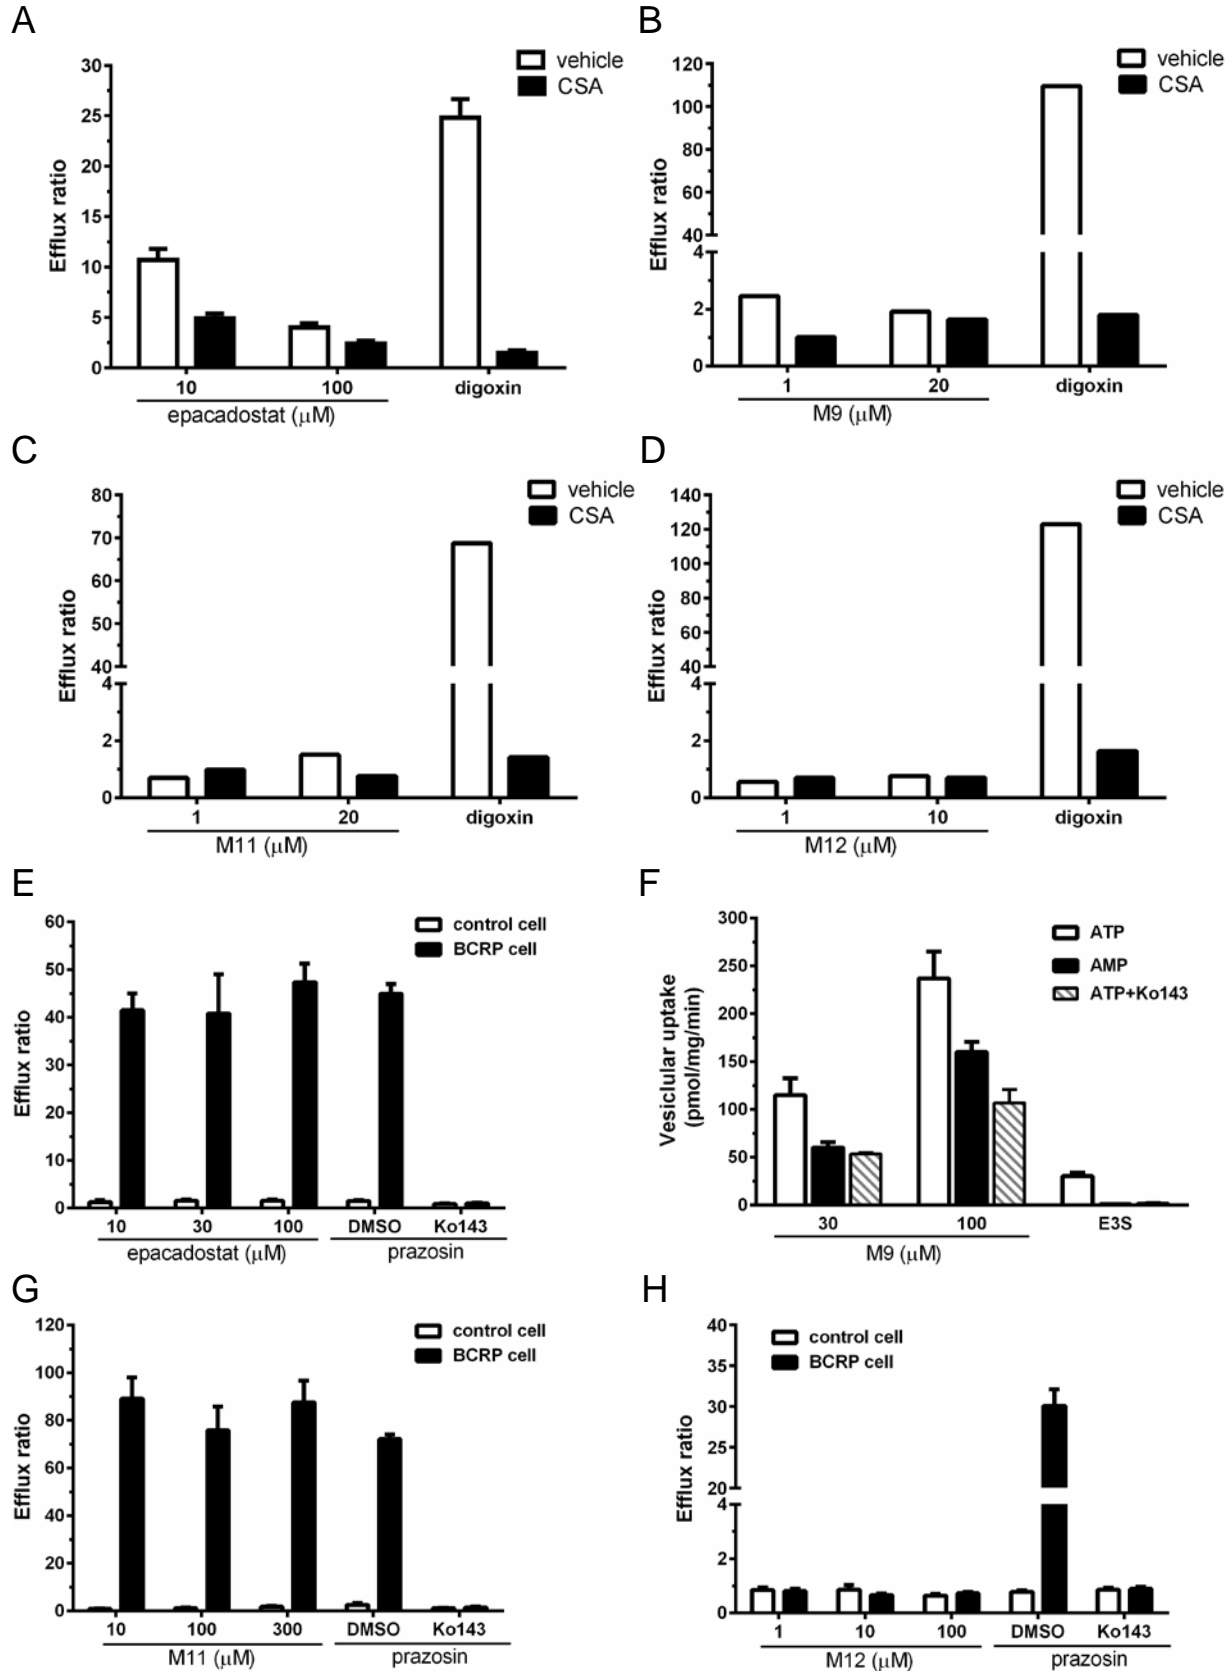 A
B
vehicle
CSA
30
25
20
15
10
5
0
Efflux ratio
10
100
digoxin
epacadostat (μM)
vehicle
CSA
120
100
80
60
40
4
2
0
Efflux ratio
1
20
digoxin
M9 (μM)
C
D
vehicle
CSA
80
70
60
50
40
4
2
0
Efflux ratio
1
20
digoxin
M11 (μM)
vehicle
CSA
140
120
100
80
60
40
4
2
0
Efflux ratio
1
10
digoxin
M12 (μM)
E
F
control cell
BCRP cell
60
50
40
30
20
10
0
Efflux ratio
10
30
100
DMSO
Ko143
epacadostat (μM)
prazosin
ATP
AMP
ATP+Ko143
300
250
200
150
100
50
0
Vesiclular uptake
(pmol/mg/min)
30
100
E3S
M9 (μM)
G
H
control cell
BCRP cell
120
100
80
60
40
20
0
Efflux ratio
10
100
300
DMSO
Ko143
M11 (μM)
prazosin
control cell
BCRP cell
40
35
30
25
20
4
2
0
Efflux ratio
1
10
100
DMSO
Ko143
M12 (μM)
prazosin